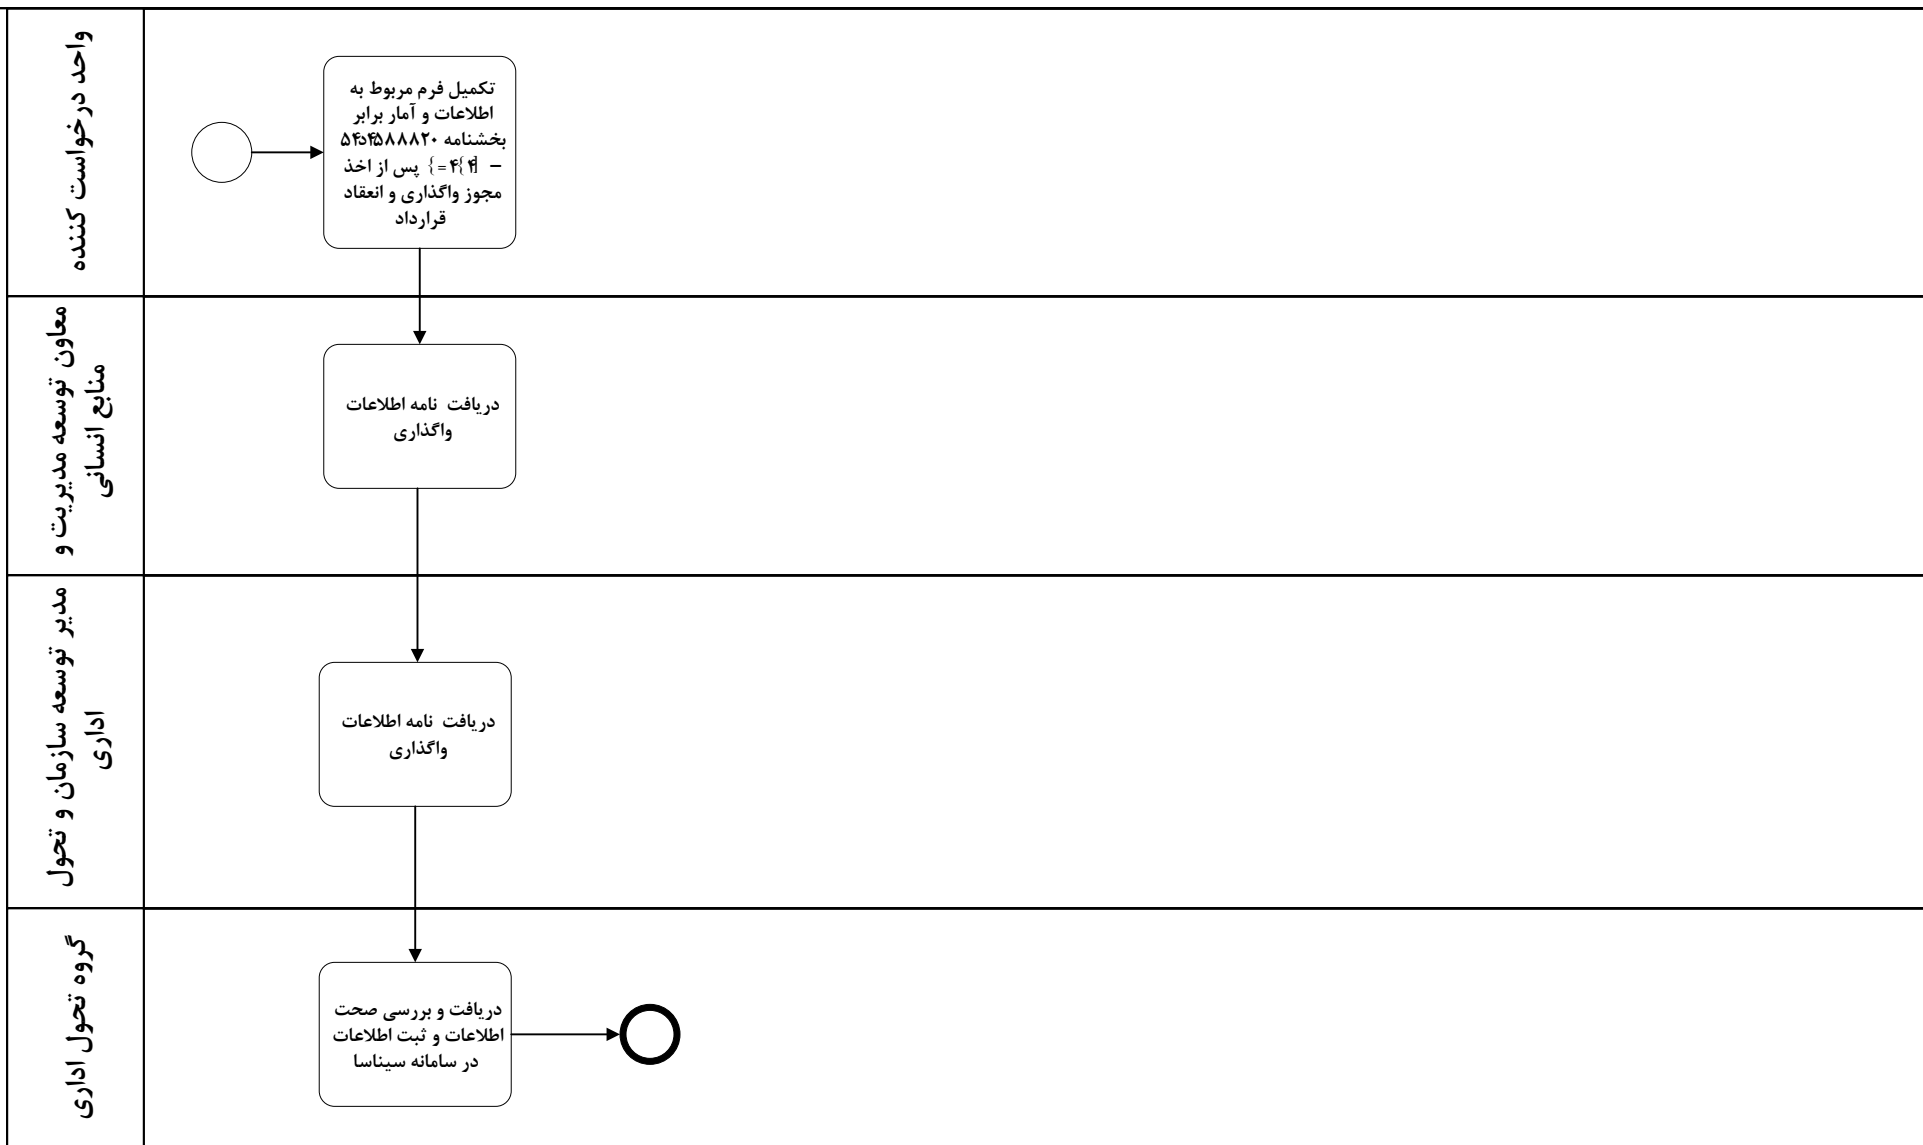 واحد درخواست کننده
تکمیل فرم مربوط به
اطلاعات و آمار برابر
بخشنامه
پس از اخذ
مجوز واگذاری و انعقاد
قرارداد
معاون توسعه مدیریت و
منابع انسانی
دریافت نامه اطلاعات
واگذاری
مدیر توسعه سازمان و تحول
اداری
دریافت نامه اطلاعات
واگذاری
گروه تحول اداری
دریافت و بررسی صحت
اطلاعات و ثبت اطلاعات
در سامانه سیناسا